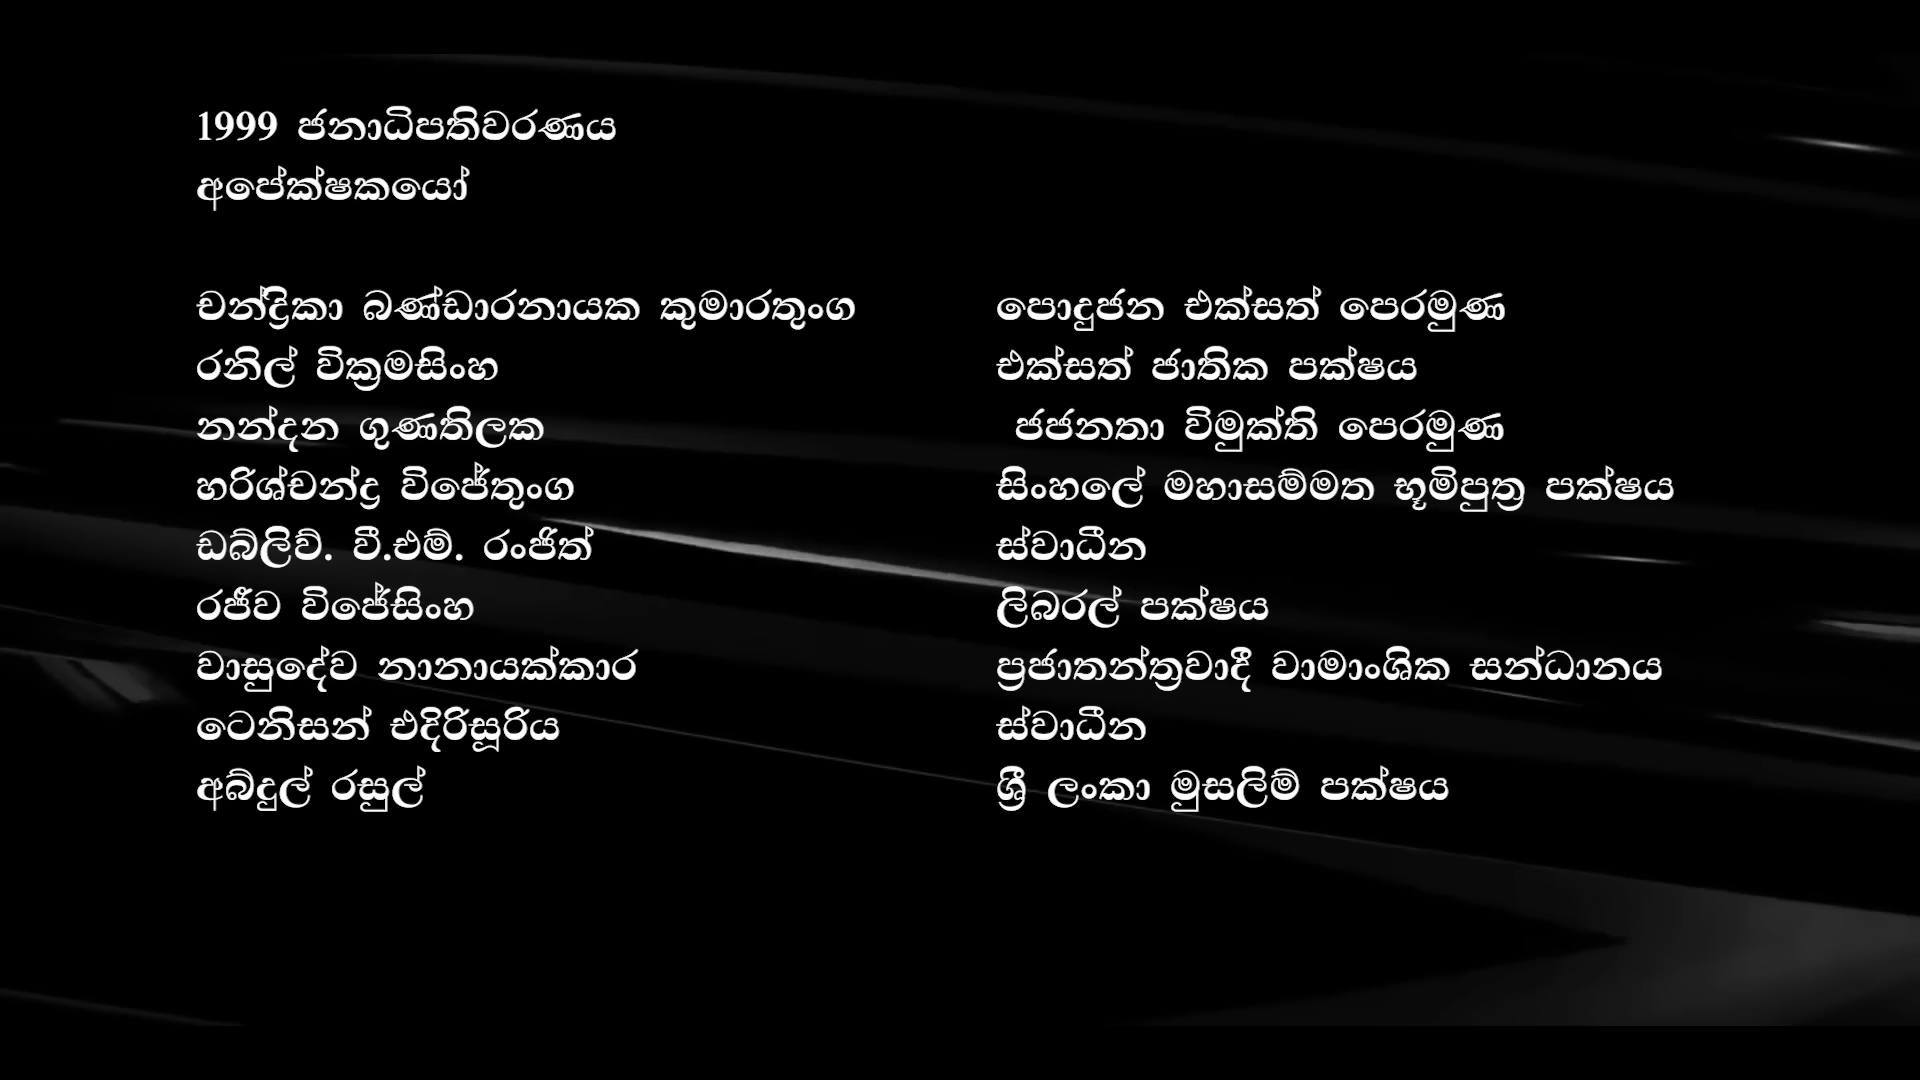 1999 ජනාධිපතිවරණය
අපේක්ෂකයෝ
චන්ද්‍රිකා බණ්ඩාරනායක කුමාරතුංග පොදුජන එක්සත් පෙරමුණ
රනිල් වික්‍රමසිංහ එක්සත් ජාතික පක්ෂය
නන්දන ගුණතිලක ජජනතා විමුක්ති පෙරමුණ
හරිශ්චන්ද්‍ර විජේතුංග සිංහලේ මහාසම්මත භූමිපුත්‍ර පක්ෂය
ඩබ්ලිව්. වී.එම්. රංජිත් ස්වාධීන
රජීව විජේසිංහ ලිබරල් පක්ෂය
වාසුදේව නානායක්කාර ප්‍රජාතන්ත්‍රවාදී වාමාංශික සන්ධානය
ටෙනිසන් එදිරිසූරිය ස්වාධීන
අබ්දුල් රසුල් ශ්‍රී ලංකා මුසලිම් පක්ෂය